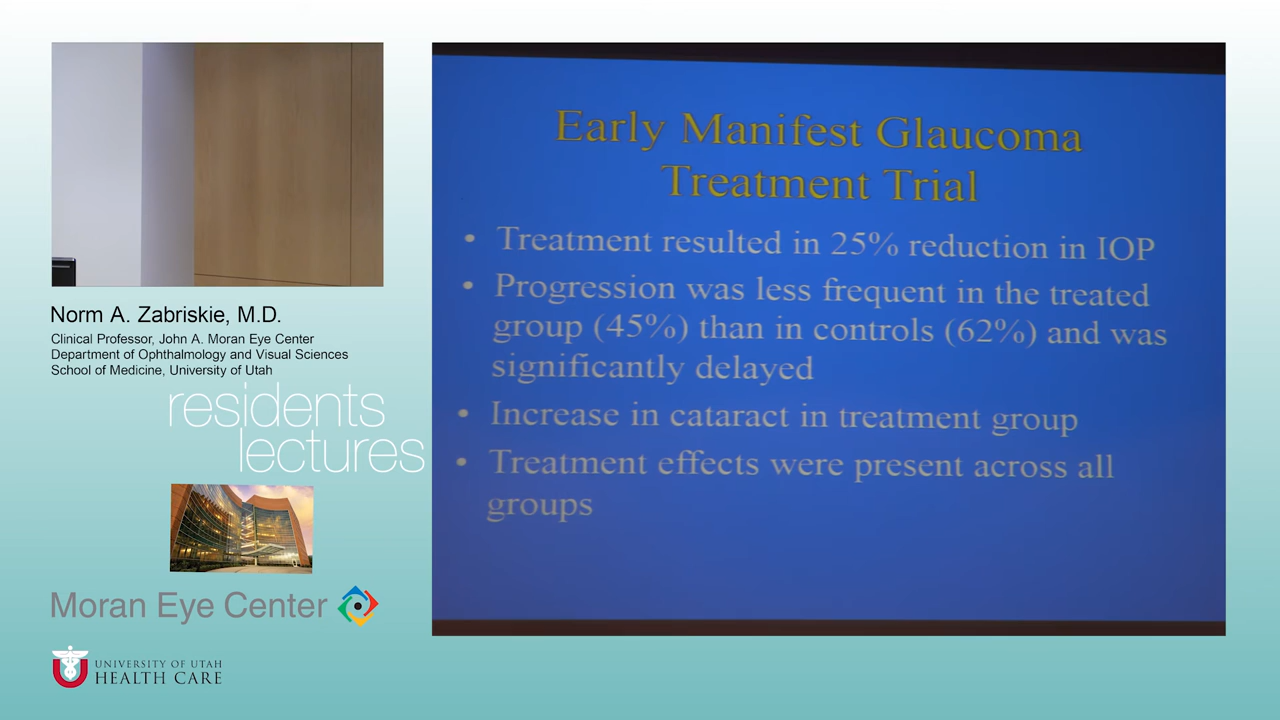 Early Manifest Glaucoma
Treatment Trial
• Treatment resulted in 25% reduction in IOP
• Progression was less frequent in the treated
group (45%) than in controls (62%) and was
significantly delayed
• Increase in cataract in treatment group
• Treatment effects were present across all
groups
Norm A. Zabriskie, M.D.
Clinical Professor, John A. Moran Eye Center
Department of Ophthalmology and Visual Sciences
School of Medicine, University of Utah
residents
lectures
Moran Eye Center
UNIVERSITY OF UTAH
HEALTH CARE